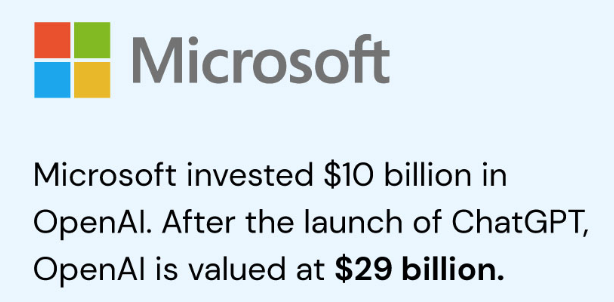 Microsoft
Microsoft invested $10 billion in
OpenAI. After the launch of ChatGPT,
OpenAI is valued at $29 billion.